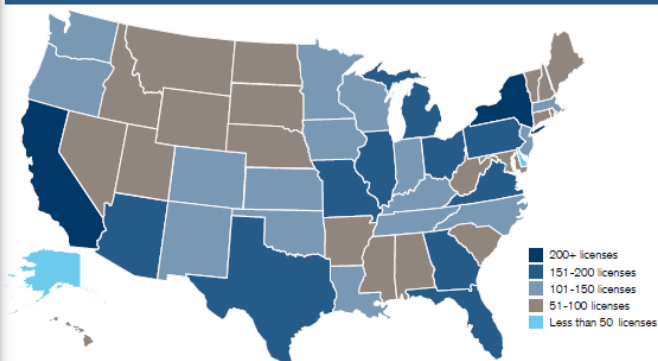 200+ licenses
151-200 licenses
101-150 licenses
51-100 licenses
Less than 50 licenses